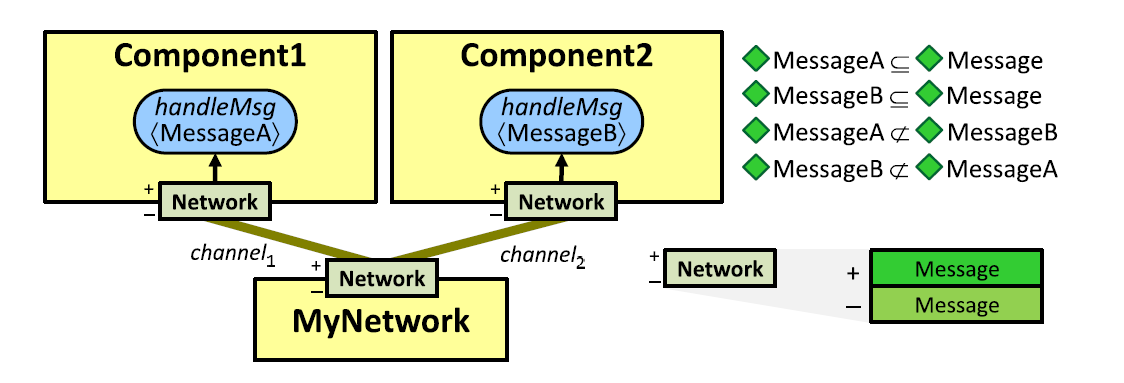 Component1
handleMsg
⟨MessageA⟩
+
Network
–
Component2
handleMsg
⟨MessageB⟩
+
Network
–
MessageA ⊆ Message
MessageB ⊆ Message
MessageA ⊄ MessageB
MessageB ⊄ MessageA
channel₁
channel₂
+
Network
–
MyNetwork
+
Network
–
+ Message
– Message